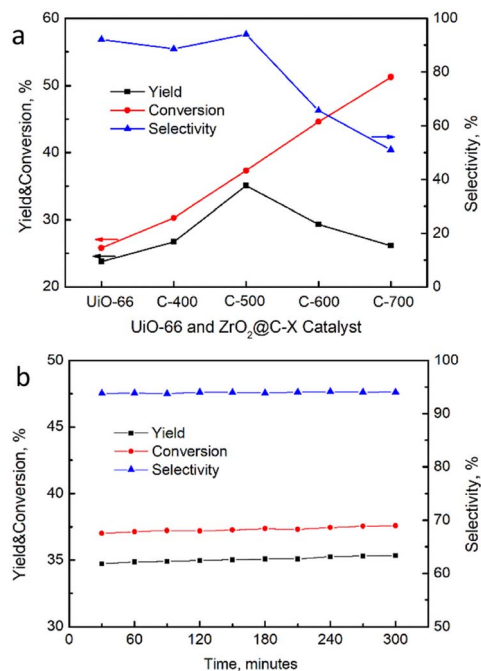 a
60
50
40
30
20
Yield&Conversion, %
Yield
Conversion
Selectivity
100
80
60
40
20
0
Selectivity, %
UiO-66 C-400 C-500 C-600 C-700
UiO-66 and ZrO2@C-X Catalyst
b
50
45
40
35
30
Yield&Conversion, %
Yield
Conversion
Selectivity
100
90
80
70
60
50
Selectivity, %
0 60 120 180 240 300
Time, minutes